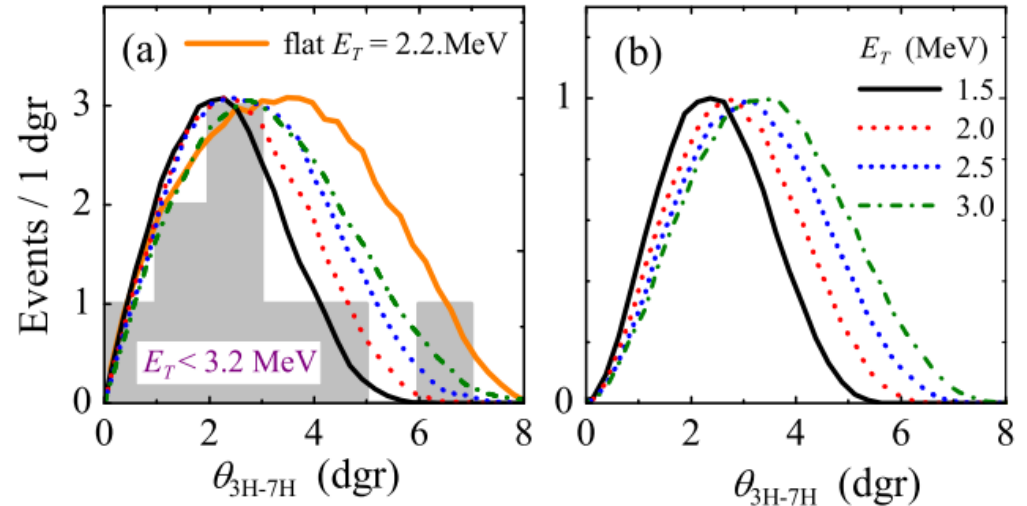 (a) flat E_T = 2.2.MeV
Events / 1 dgr
3
2
1
0
E_T < 3.2 MeV
0 2 4 6 8
θ_3H-7H (dgr)
(b)
E_T (MeV)
1.5
2.0
2.5
3.0
1
0
0 2 4 6 8
θ_3H-7H (dgr)